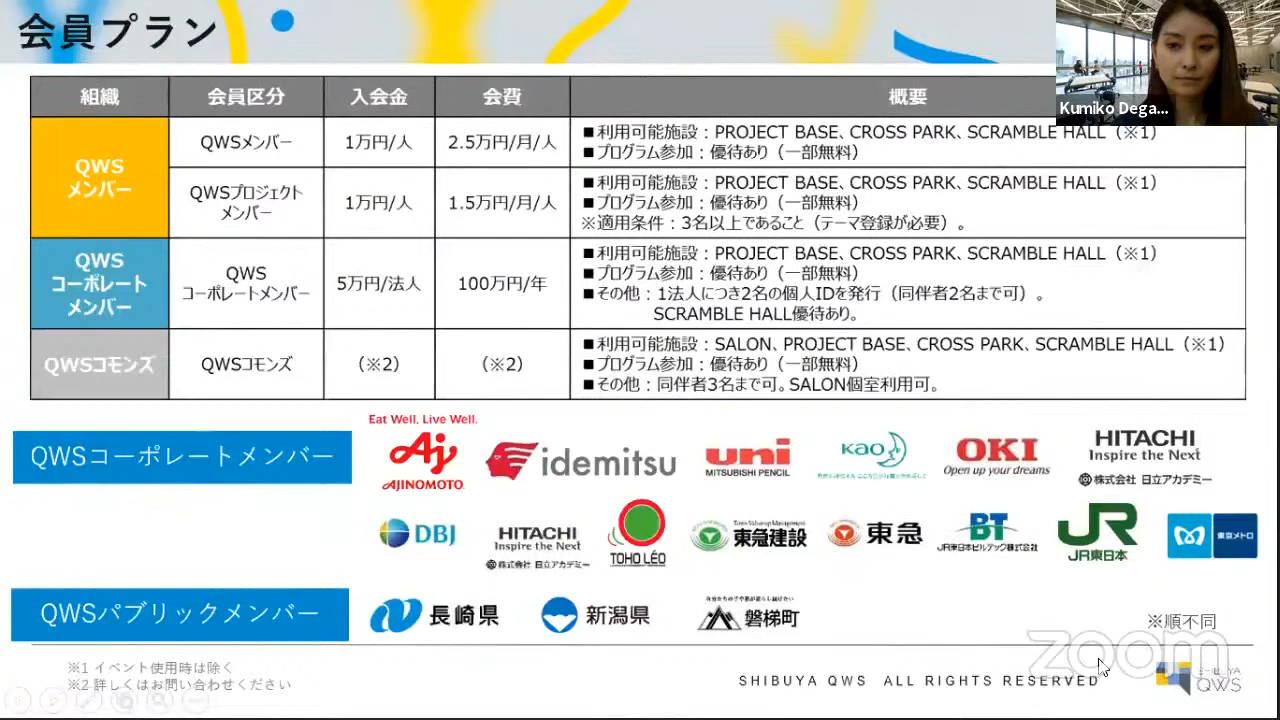 会員プラン
Kumiko Dega...
組織 会員区分 入会金 会費 概要
QWS
メンバー
QWSメンバー 1万円/人 2.5万円/月/人
■利用可能施設：PROJECT BASE、CROSS PARK、SCRAMBLE HALL（※1）
■プログラム参加：優待あり（一部無料）
QWSプロジェクト
メンバー
1万円/人 1.5万円/月/人
■利用可能施設：PROJECT BASE、CROSS PARK、SCRAMBLE HALL（※1）
■プログラム参加：優待あり（一部無料）
※適用条件：3名以上であること（テーマ登録が必要）。
QWS
コーポレート
メンバー
QWS
コーポレートメンバー
5万円/法人 100万円/年
■利用可能施設：PROJECT BASE、CROSS PARK、SCRAMBLE HALL（※1）
■プログラム参加：優待あり（一部無料）
■その他：1法人につき2名の個人IDを発行（同伴者2名まで可）。
SCRAMBLE HALL優待あり。
QWSコモンズ QWSコモンズ （※2） （※2）
■利用可能施設：SALON、PROJECT BASE、CROSS PARK、SCRAMBLE HALL（※1）
■プログラム参加：優待あり（一部無料）
■その他：同伴者3名まで可。SALON個室利用可。
QWSコーポレートメンバー
Eat Well, Live Well.
Aj
AJINOMOTO
idemitsu
uni
MITSUBISHI PENCIL
kao
OKI
Open up your dreams
HITACHI
Inspire the Next
株式会社 日立アカデミー
DBJ
HITACHI
Inspire the Next
株式会社 日立アカデミー
TOHO LÉO
東急建設
東急
BT
JR東日本ビルテック株式会社
JR
JR東日本
東京メトロ
QWSパブリックメンバー
長崎県
新潟県
磐梯町
※順不同
zoom
※1 イベント使用時は除く
※2 詳しくはお問い合わせください
SHIBUYA QWS ALL RIGHTS RESERVED
SHIBUYA
QWS